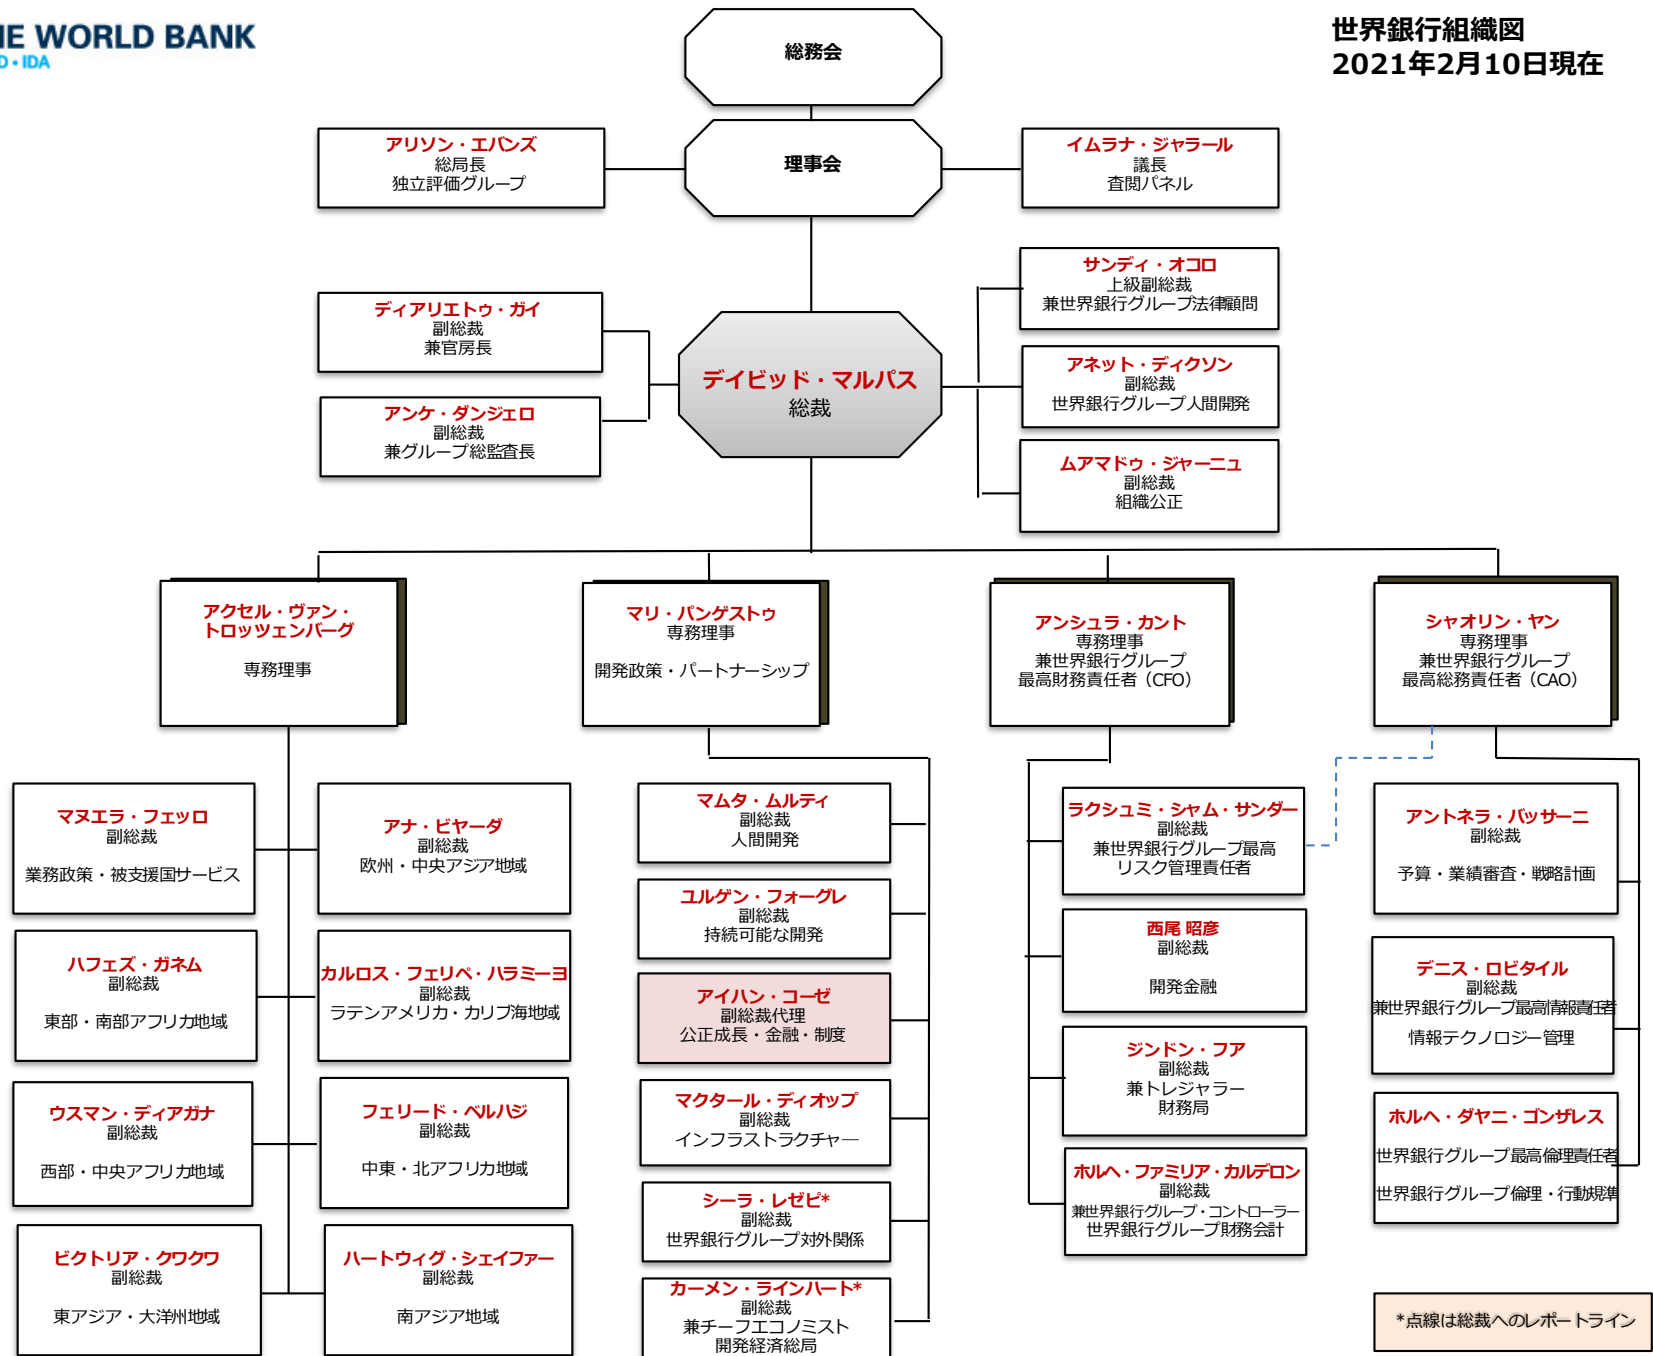 HE WORLD BANK
D • IDA
世界銀行組織図
2021年2月10日現在
総務会
アリソン・エバンズ
総局長
独立評価グループ
理事会
イムラナ・ジャラール
議長
査閲パネル
サンディ・オコロ
上級副総裁
兼世界銀行グループ法律顧問
ディアリエトゥ・ガイ
副総裁
兼官房長
アネット・ディクソン
副総裁
世界銀行グループ人間開発
デイビッド・マルパス
総裁
アンケ・ダンジェロ
副総裁
兼グループ総監査長
ムアマドゥ・ジャーニュ
副総裁
組織公正
アクセル・ヴァン・
トロッツェンバーグ
専務理事
マリ・パンゲストゥ
専務理事
開発政策・パートナーシップ
アンシュラ・カント
専務理事
兼世界銀行グループ
最高財務責任者（CFO）
シャオリン・ヤン
専務理事
兼世界銀行グループ
最高総務責任者（CAO）
マヌエラ・フェッロ
副総裁
業務政策・被支援国サービス
アナ・ビヤーダ
副総裁
欧州・中央アジア地域
ハフェズ・ガネム
副総裁
東部・南部アフリカ地域
カルロス・フェリペ・ハラミーヨ
副総裁
ラテンアメリカ・カリブ海地域
ウスマン・ディアガナ
副総裁
西部・中央アフリカ地域
フェリード・ベルハジ
副総裁
中東・北アフリカ地域
ビクトリア・クワクワ
副総裁
東アジア・大洋州地域
ハートウィグ・シェイファー
副総裁
南アジア地域
マムタ・ムルティ
副総裁
人間開発
ユルゲン・フォーグレ
副総裁
持続可能な開発
アイハン・コーゼ
副総裁代理
公正成長・金融・制度
マクタール・ディオップ
副総裁
インフラストラクチャ―
シーラ・レゼピ*
副総裁
世界銀行グループ対外関係
カーメン・ラインハート*
副総裁
兼チーフエコノミスト
開発経済総局
ラクシュミ・シャム・サンダー
副総裁
兼世界銀行グループ最高
リスク管理責任者
西尾 昭彦
副総裁
開発金融
ジンドン・フア
副総裁
兼トレジャラー
財務局
ホルヘ・ファミリア・カルデロン
副総裁
兼世界銀行グループ・コントローラー
世界銀行グループ財務会計
アントネラ・バッサーニ
副総裁
予算・業績審査・戦略計画
デニス・ロビタイル
副総裁
兼世界銀行グループ最高情報責任者
情報テクノロジー管理
ホルヘ・ダヤニ・ゴンザレス
世界銀行グループ最高倫理責任者
世界銀行グループ倫理・行動規準
*点線は総裁へのレポートライン